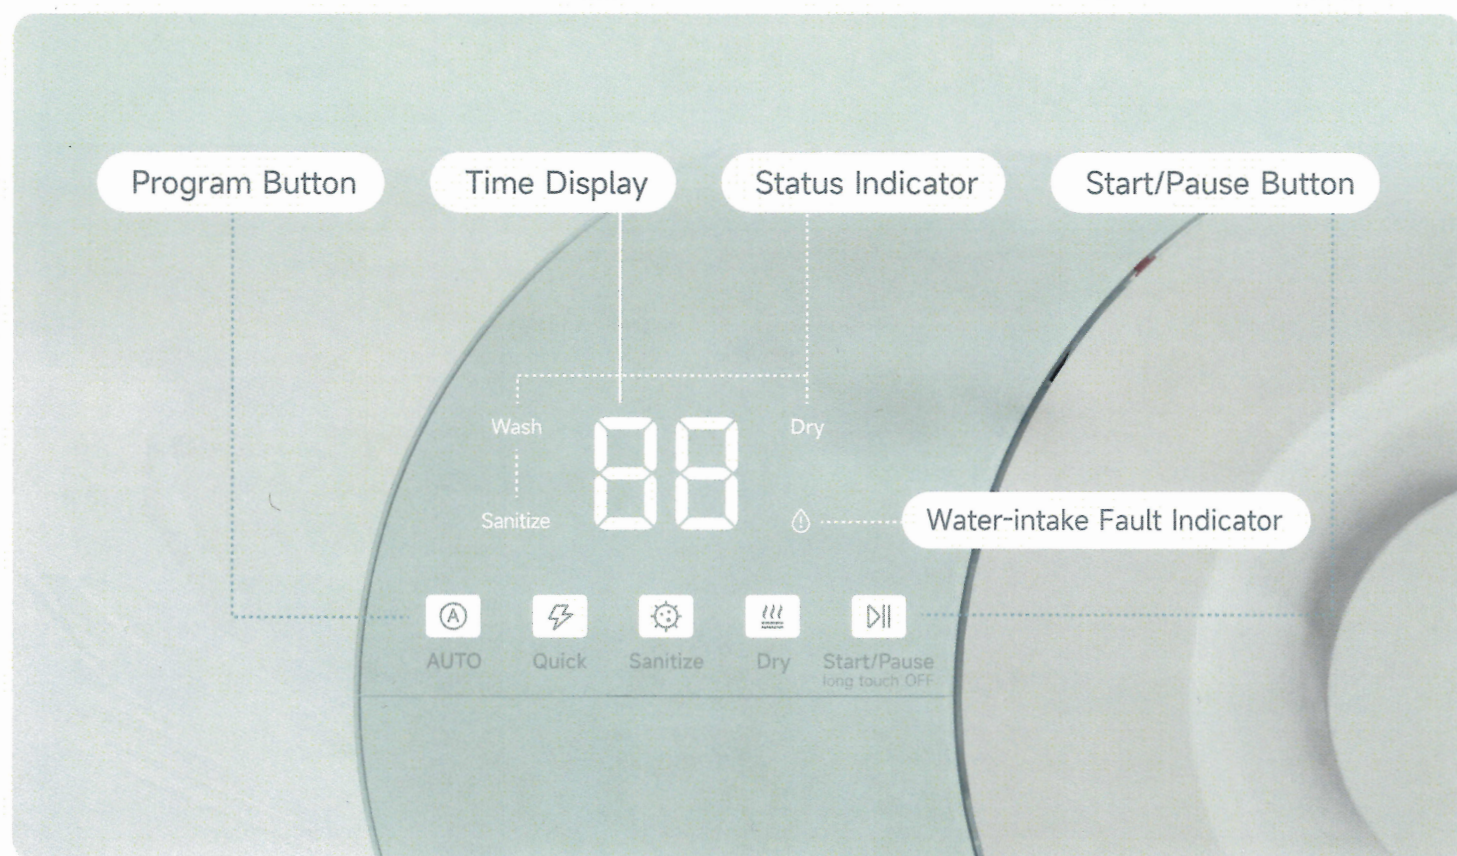 Program Button
Time Display
Status Indicator
Start/Pause Button
Wash
88
Dry
Sanitize
Water-intake Fault Indicator
A
AUTO
Quick
Sanitize
Dry
Start/Pause
long touch OFF